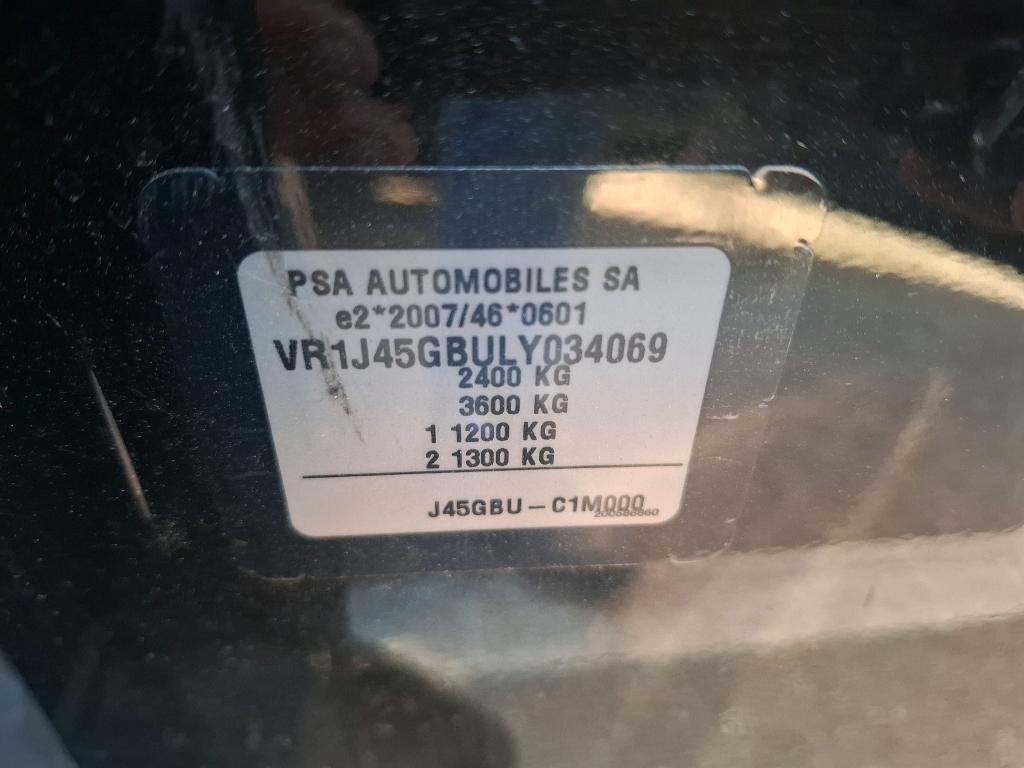 PSA AUTOMOBILES SA
e2*2007/46*0601
VR1J45GBULY034069
2400 KG
3600 KG
1 1200 KG
2 1300 KG
J45GBU-C1M000